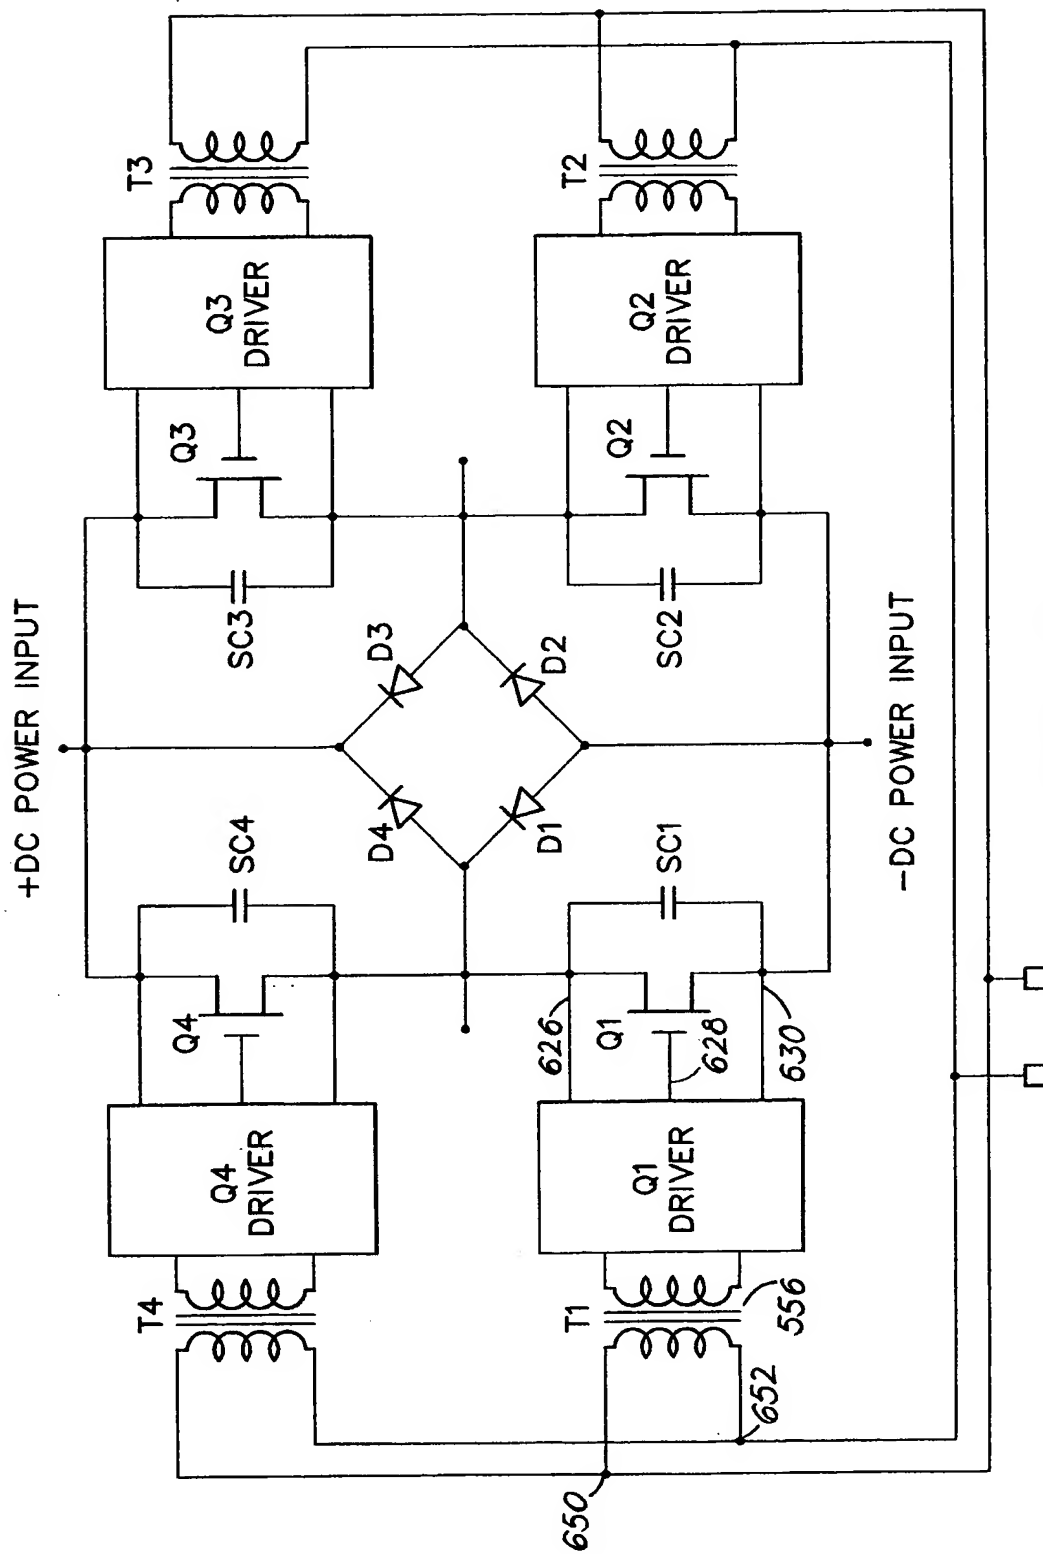 +DC POWER INPUT
T4
Q4
DRIVER
Q4
SC4
D4
D3
SC3
Q3
Q3
DRIVER
T3
650
652
T1
556
Q1
DRIVER
626
Q1
628
630
SC1
D1
D2
SC2
Q2
Q2
DRIVER
T2
-DC POWER INPUT